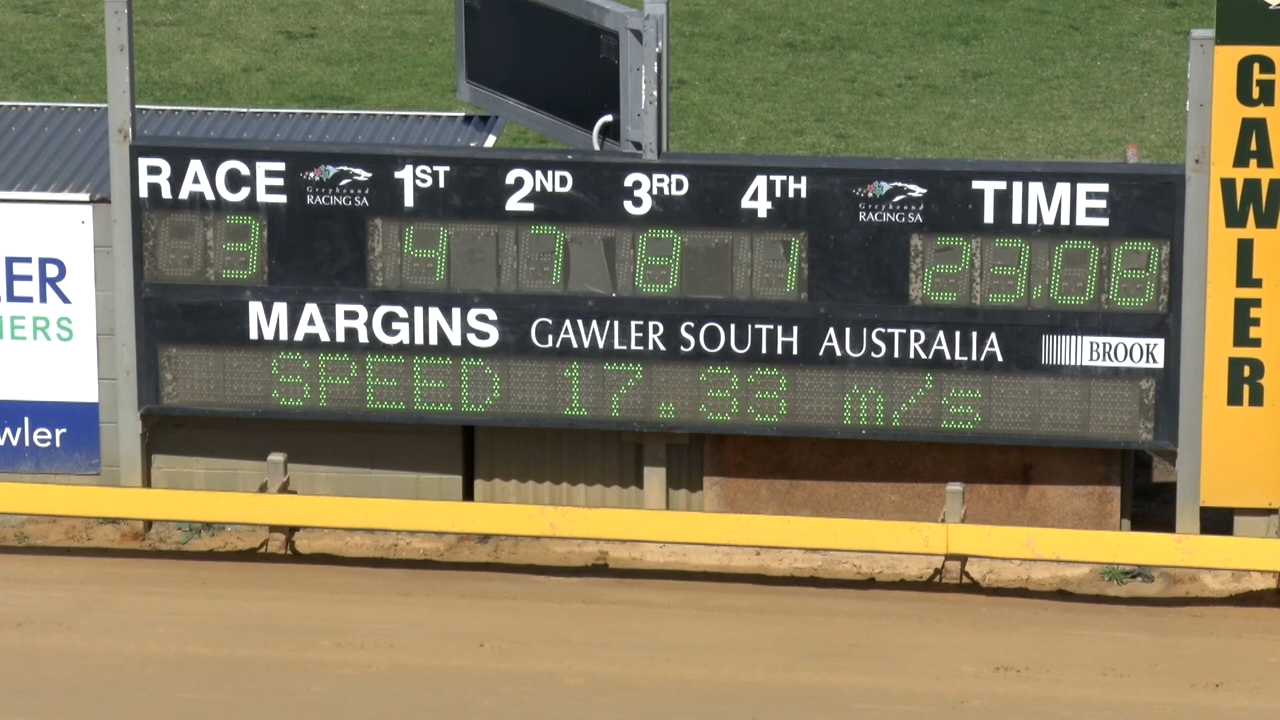 RACE Greyhound RACING SA 1ST 2ND 3RD 4TH Greyhound RACING SA TIME
3 4 7 8 1 23.08
MARGINS GAWLER SOUTH AUSTRALIA BROOK
SPEED 17.33 m/s
ER
IERS
wler
GAWLER